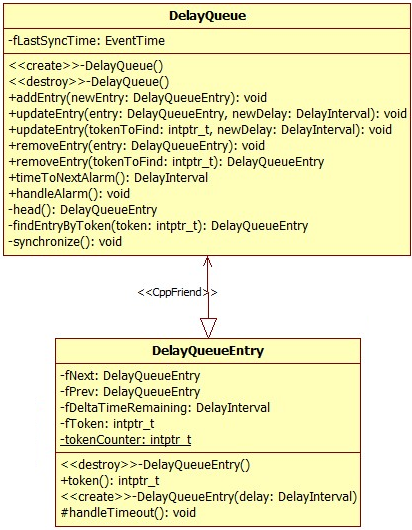 DelayQueue
-fLastSyncTime: EventTime
<<create>>-DelayQueue()
<<destroy>>-DelayQueue()
+addEntry(newEntry: DelayQueueEntry): void
+updateEntry(entry: DelayQueueEntry, newDelay: DelayInterval): void
+updateEntry(tokenToFind: intptr_t, newDelay: DelayInterval): void
+removeEntry(entry: DelayQueueEntry): void
+removeEntry(tokenToFind: intptr_t): DelayQueueEntry
+timeToNextAlarm(): DelayInterval
+handleAlarm(): void
-head(): DelayQueueEntry
-findEntryByToken(token: intptr_t): DelayQueueEntry
-synchronize(): void
<<CppFriend>>
DelayQueueEntry
-fNext: DelayQueueEntry
-fPrev: DelayQueueEntry
-fDeltaTimeRemaining: DelayInterval
-fToken: intptr_t
-tokenCounter: intptr_t
<<destroy>>-DelayQueueEntry()
+token(): intptr_t
<<create>>-DelayQueueEntry(delay: DelayInterval)
#handleTimeout(): void